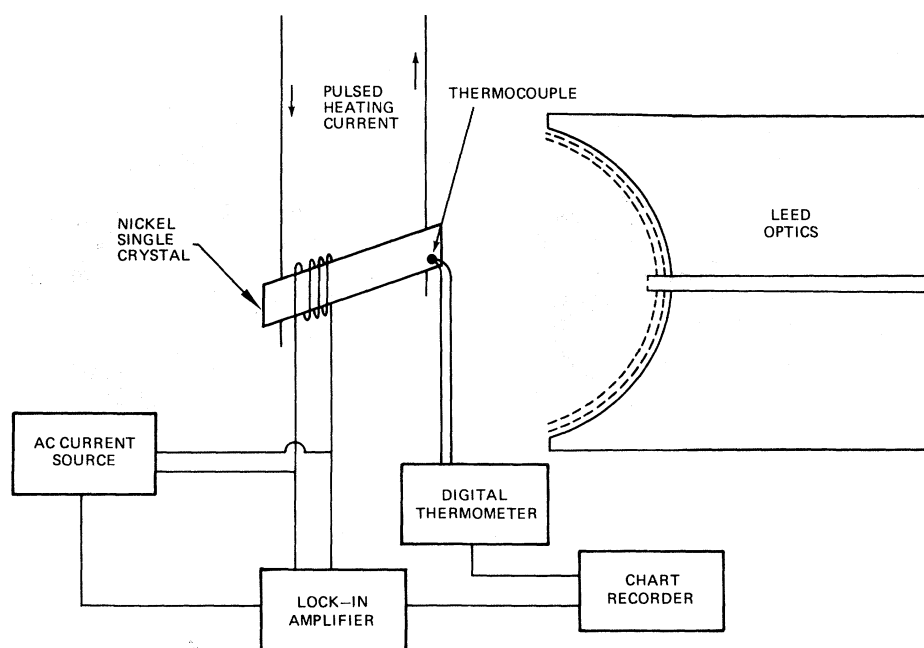 PULSED
HEATING
CURRENT
THERMOCOUPLE
NICKEL
SINGLE
CRYSTAL
LEED
OPTICS
AC CURRENT
SOURCE
DIGITAL
THERMOMETER
LOCK–IN
AMPLIFIER
CHART
RECORDER